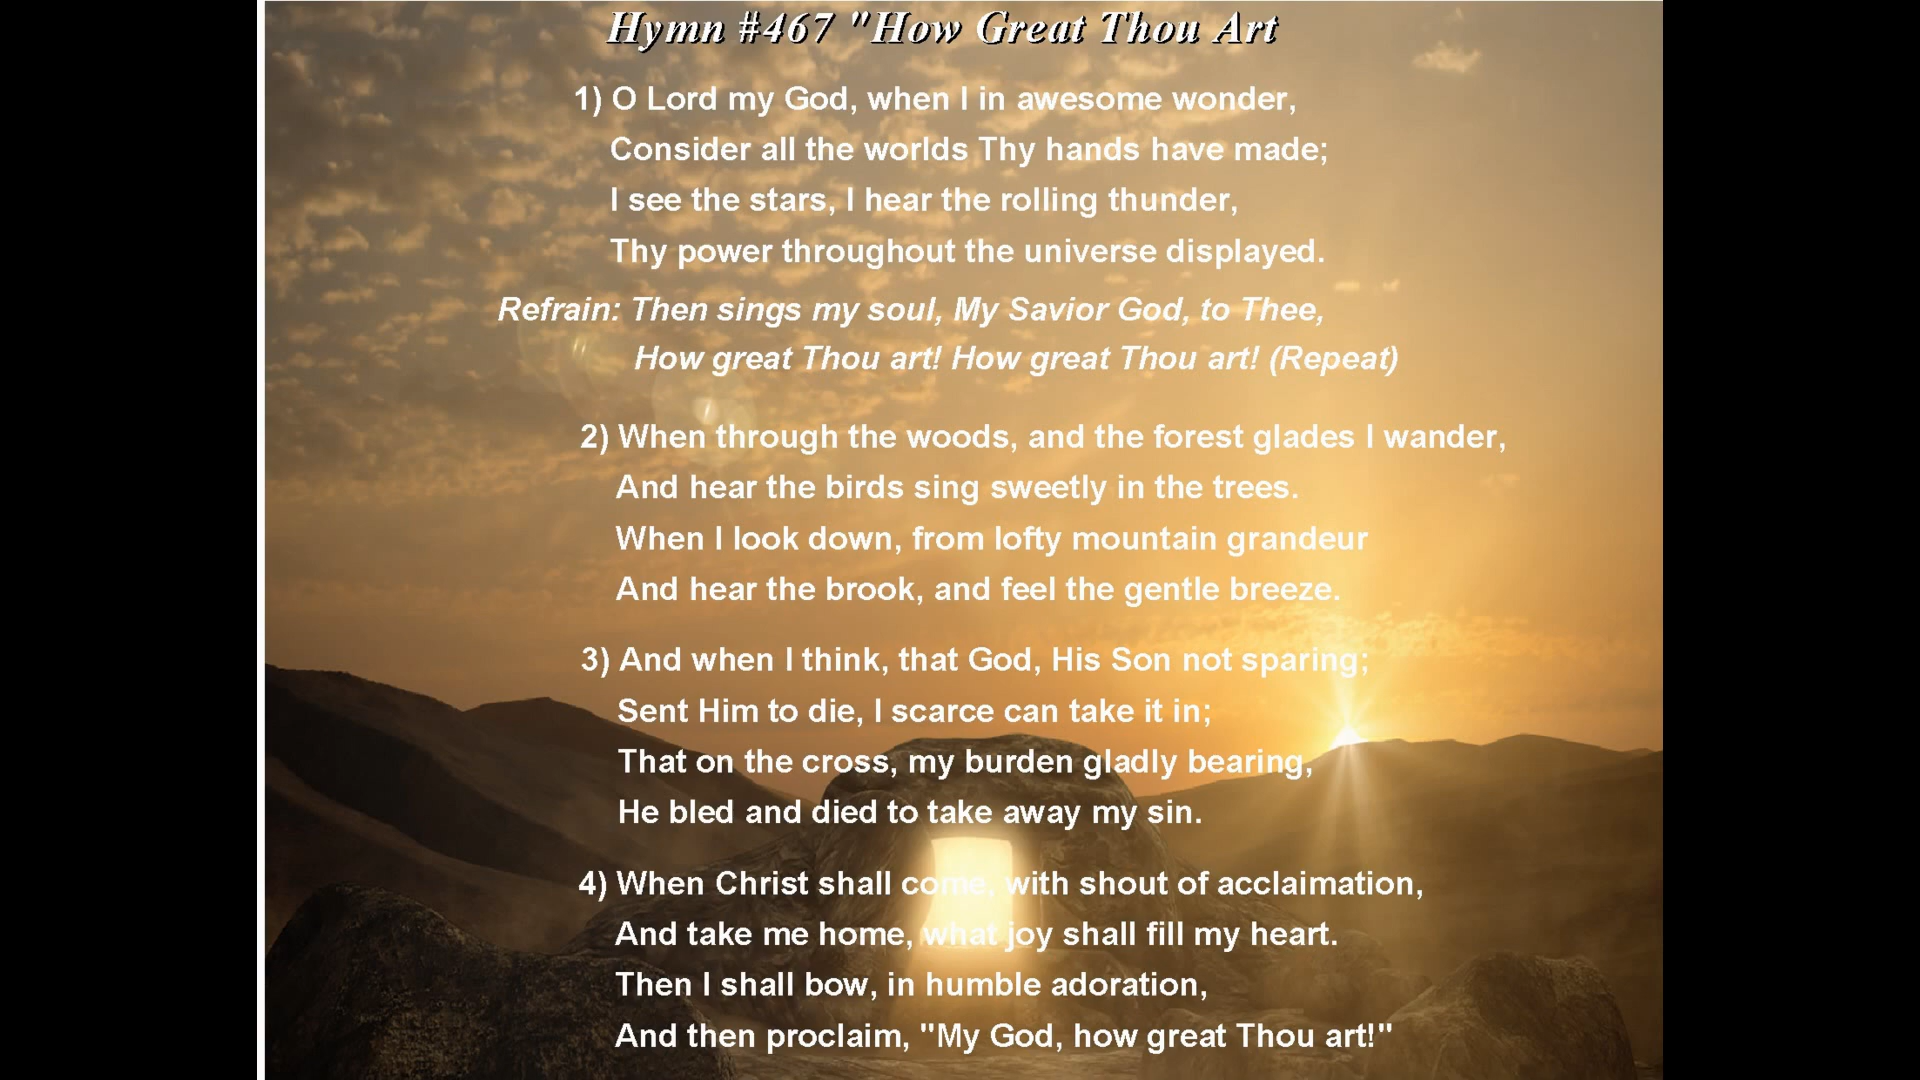 Hymn #467 "How Great Thou Art
1) O Lord my God, when I in awesome wonder,
Consider all the worlds Thy hands have made;
I see the stars, I hear the rolling thunder,
Thy power throughout the universe displayed.
Refrain: Then sings my soul, My Savior God, to Thee,
How great Thou art! How great Thou art! (Repeat)
2) When through the woods, and the forest glades I wander,
And hear the birds sing sweetly in the trees.
When I look down, from lofty mountain grandeur
And hear the brook, and feel the gentle breeze.
3) And when I think, that God, His Son not sparing;
Sent Him to die, I scarce can take it in;
That on the cross, my burden gladly bearing,
He bled and died to take away my sin.
4) When Christ shall come, with shout of acclaimation,
And take me home, what joy shall fill my heart.
Then I shall bow, in humble adoration,
And then proclaim, "My God, how great Thou art!"